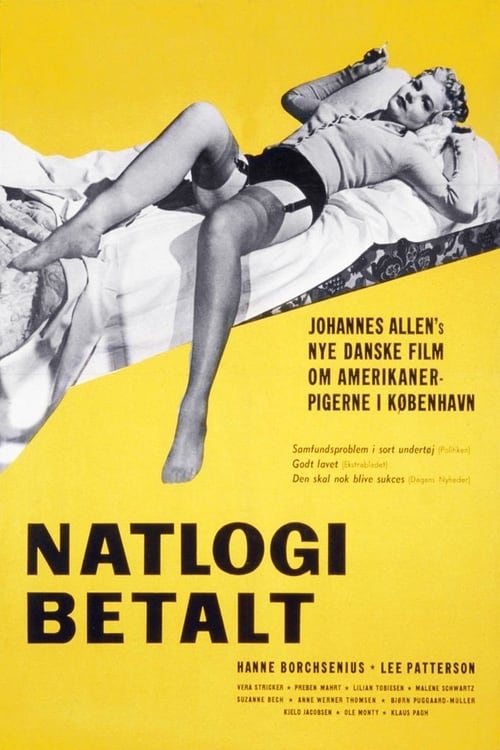 JOHANNES ALLEN's
NYE DANSKE FILM
OM AMERIKANER-
PIGERNE I KØBENHAVN
Samfundsproblem i sort undertøj (Politiken)
Godt lavet (Ekstrabladet)
Den skal nok blive sukces (Dagens Nyheder)
NATLOGI
BETALT
HANNE BORCHSENIUS ★ LEE PATTERSON
VERA STRICKER ★ PREBEN MAHRT ★ LILIAN TOBIESEN ★ MALENE SCHWARTZ
SUZANNE BECH ★ ANNE WERNER THOMSEN ★ BJØRN PUGGAARD-MÜLLER
KJELD JACOBSEN ★ OLE MONTY ★ KLAUS PAGH